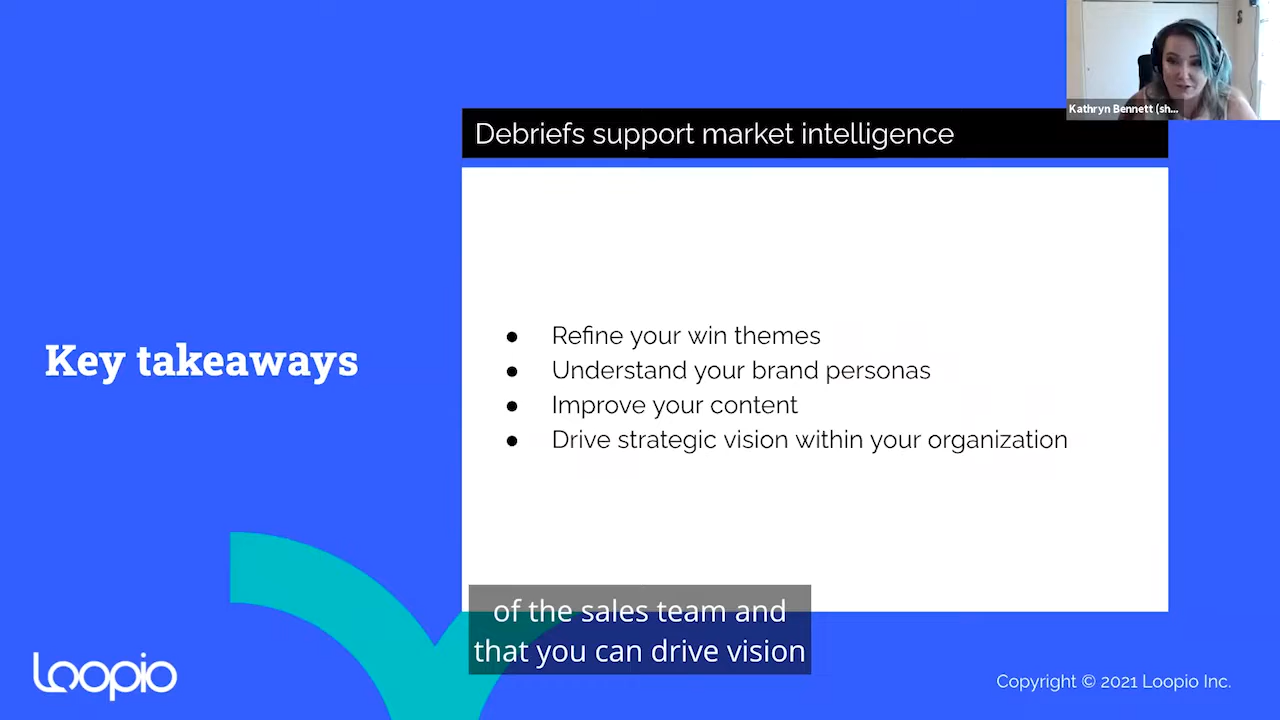 Kathryn Bennett (sh...
Debriefs support market intelligence
Key takeaways
● Refine your win themes
● Understand your brand personas
● Improve your content
● Drive strategic vision within your organization
of the sales team and
that you can drive vision
Loopio
Copyright © 2021 Loopio Inc.